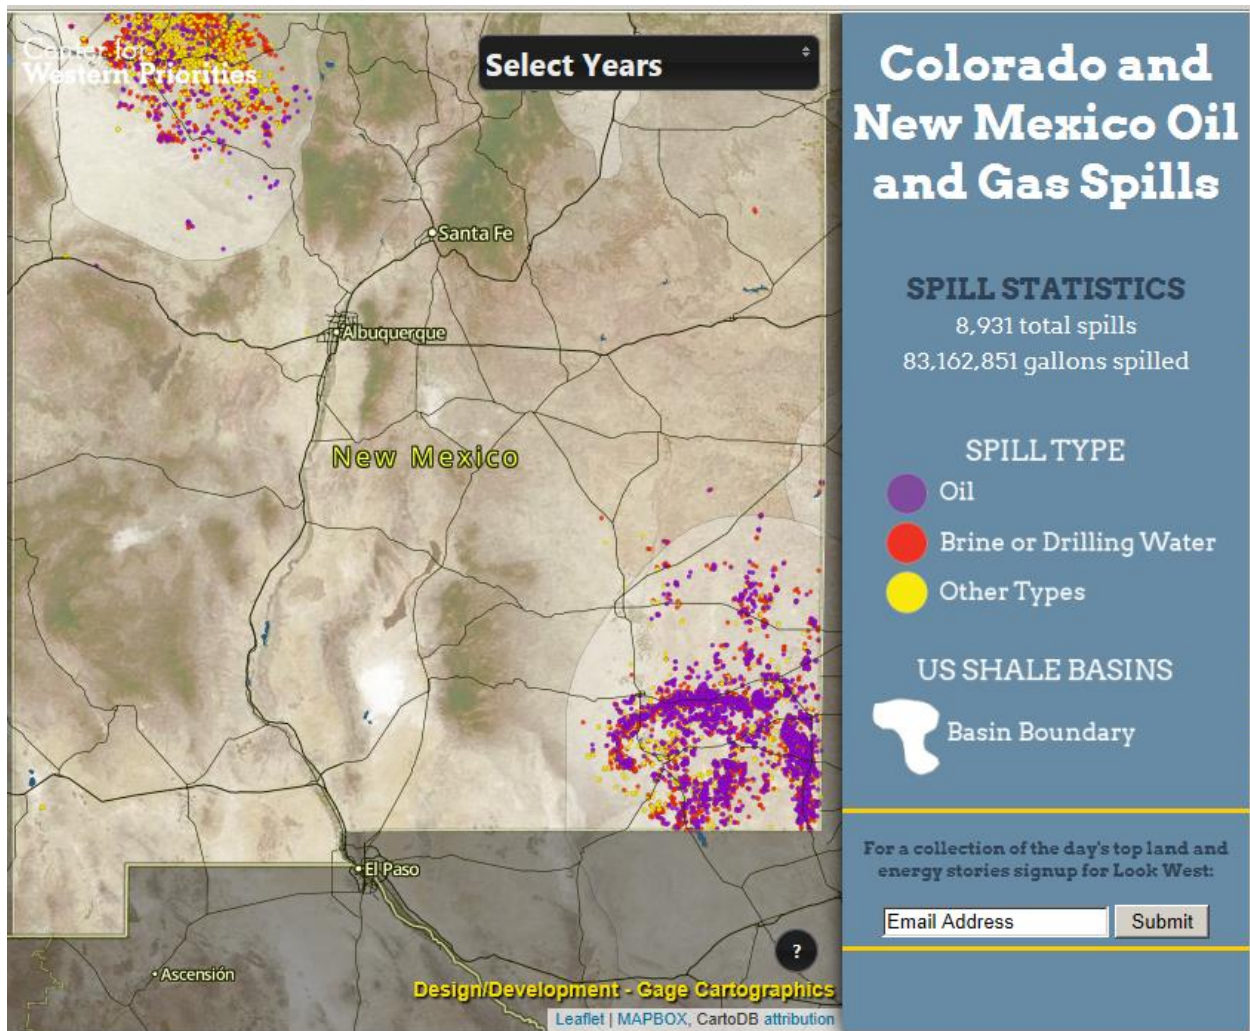 Center for
Western Priorities
Select Years
Santa Fe
Albuquerque
New Mexico
El Paso
Ascensión
?
Design/Development - Gage Cartographics
Leaflet | MAPBOX, CartoDB attribution
Colorado and
New Mexico Oil
and Gas Spills
SPILL STATISTICS
8,931 total spills
83,162,851 gallons spilled
SPILL TYPE
Oil
Brine or Drilling Water
Other Types
US SHALE BASINS
Basin Boundary
For a collection of the day's top land and
energy stories signup for Look West:
Email Address
Submit